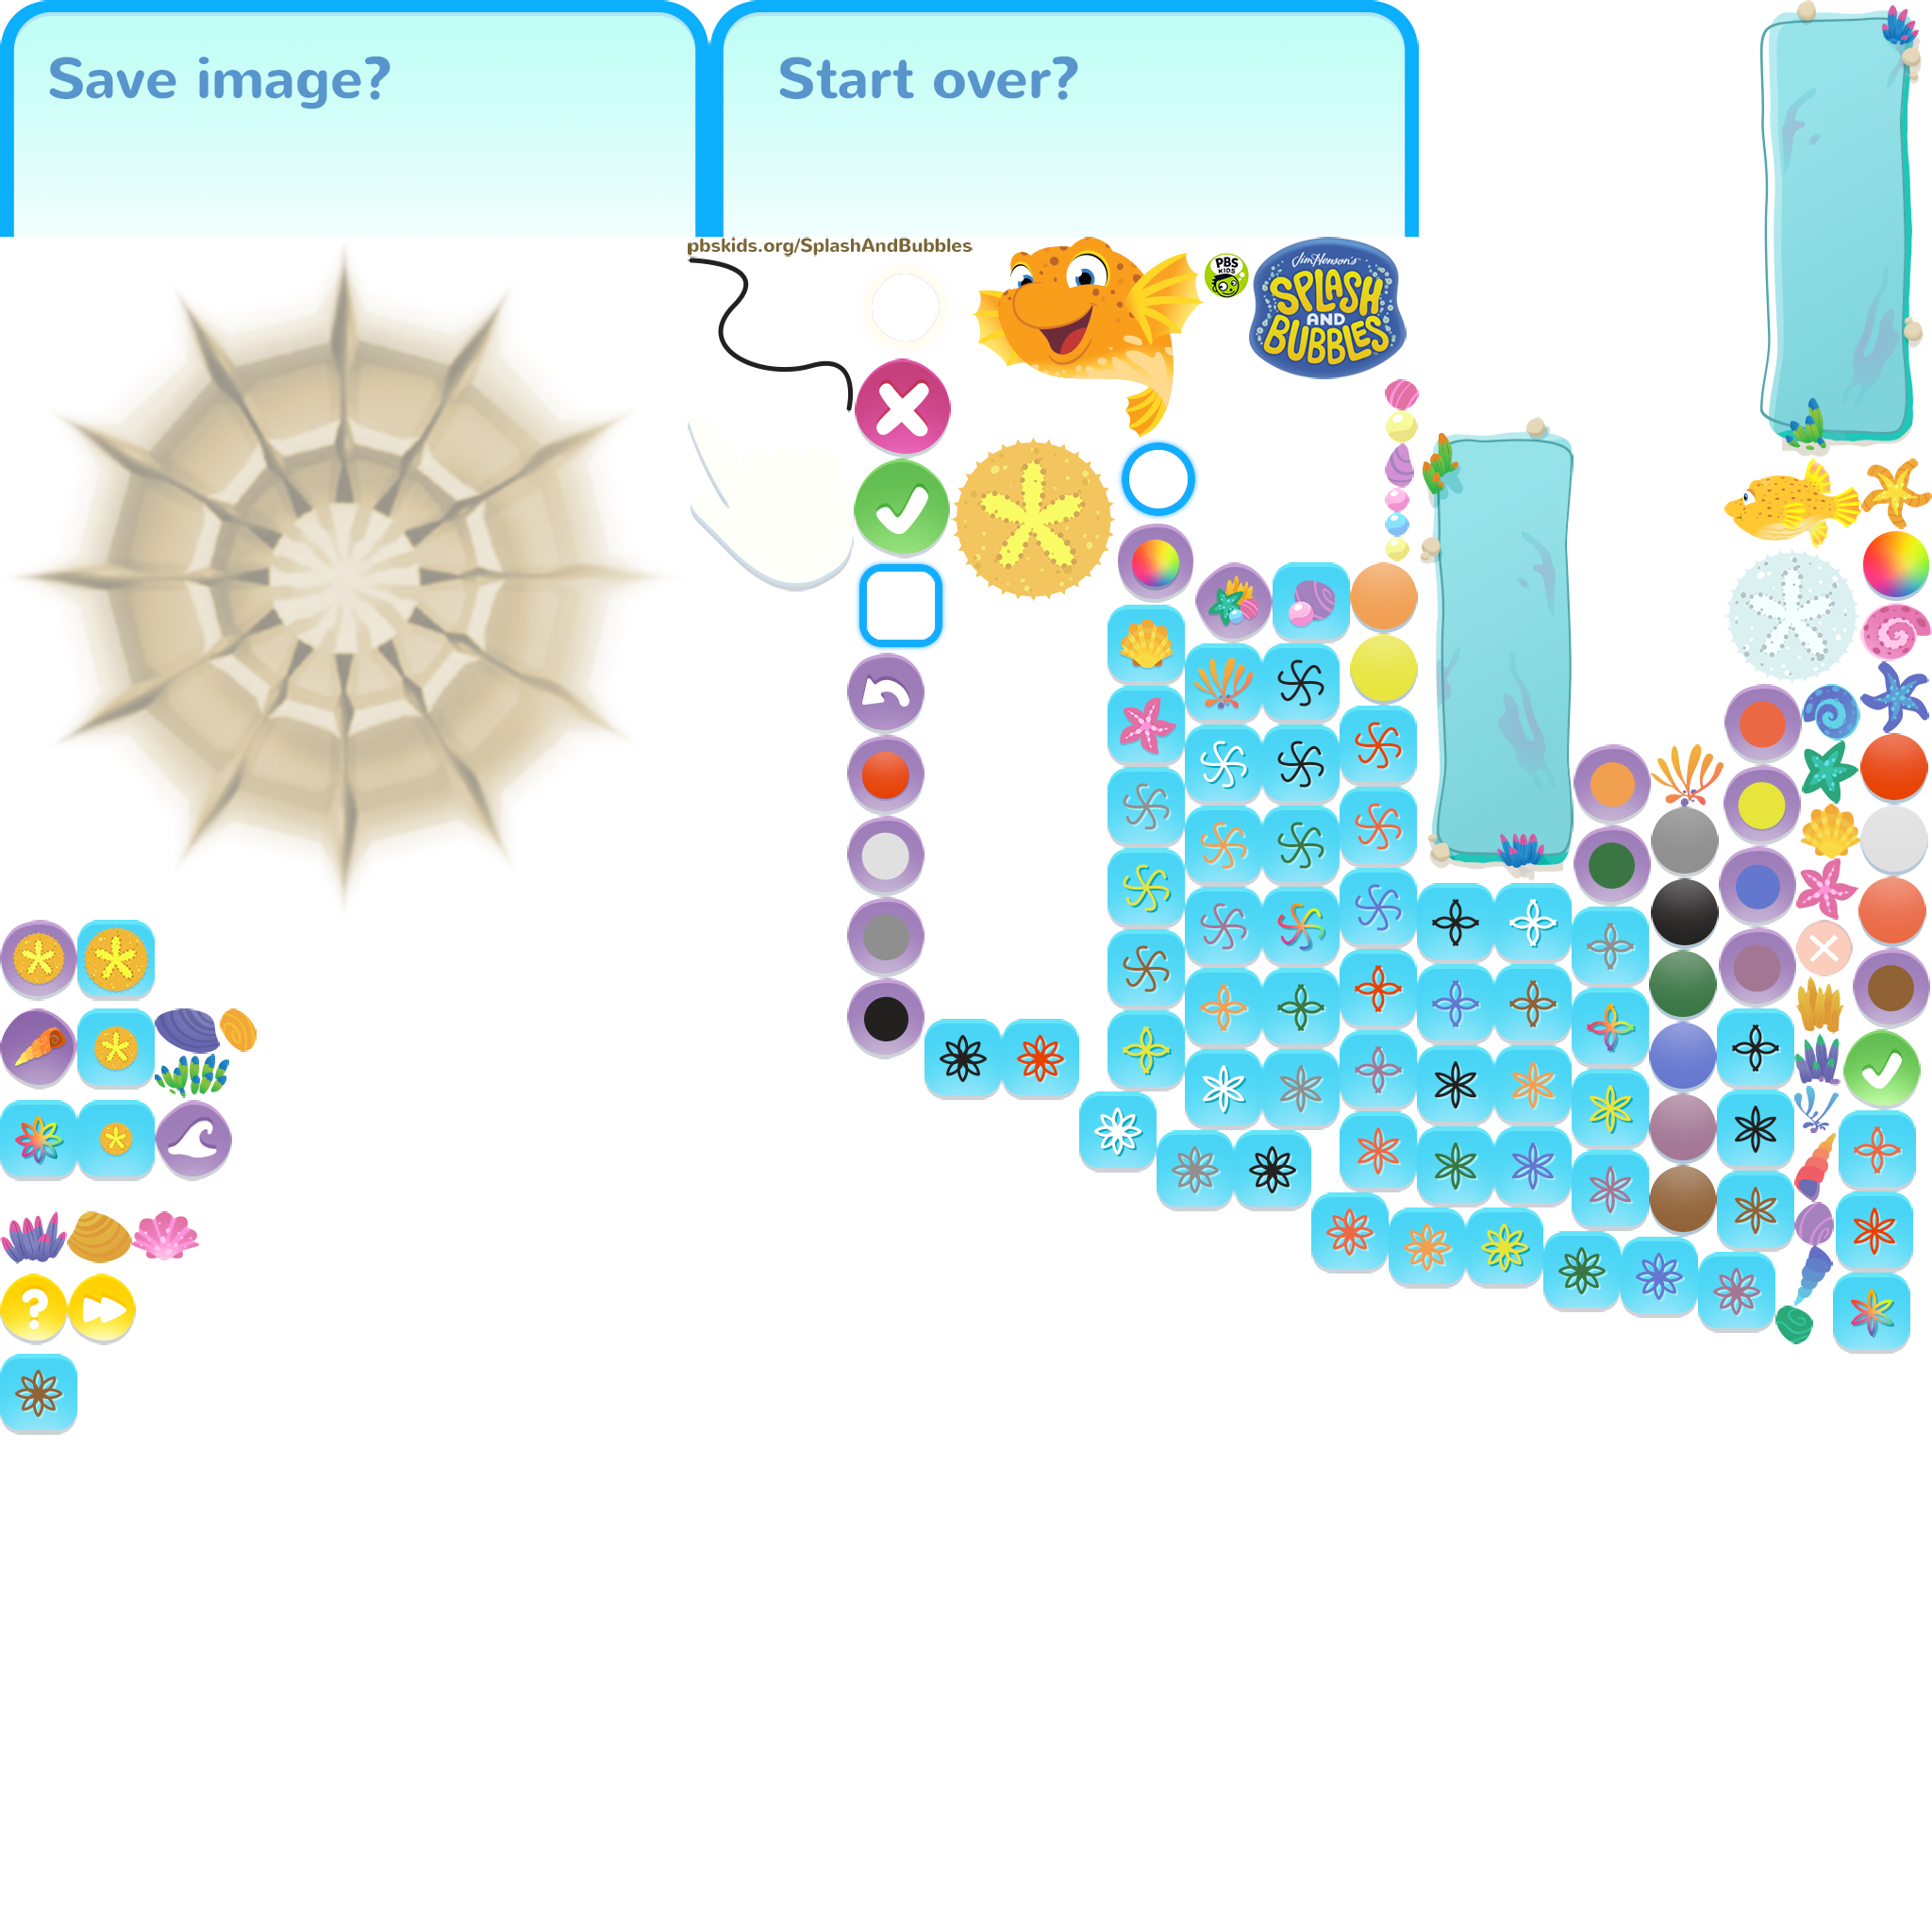 Save image?
Start over?
pbskids.org/SplashAndBubbles
PBS
KIDS
Jim Henson's
SPLASH
AND
BUBBLES
?